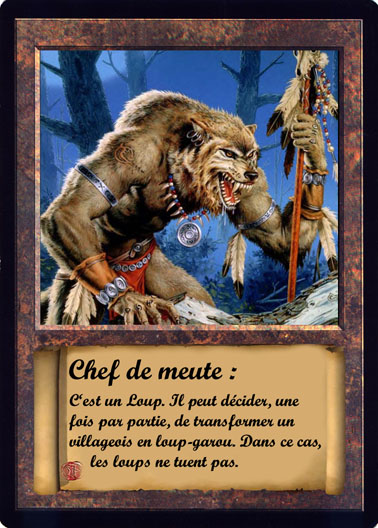 Chef de meute :
C'est un Loup. Il peut décider, une
fois par partie, de transformer un
villageois en loup-garou. Dans ce cas,
les loups ne tuent pas.